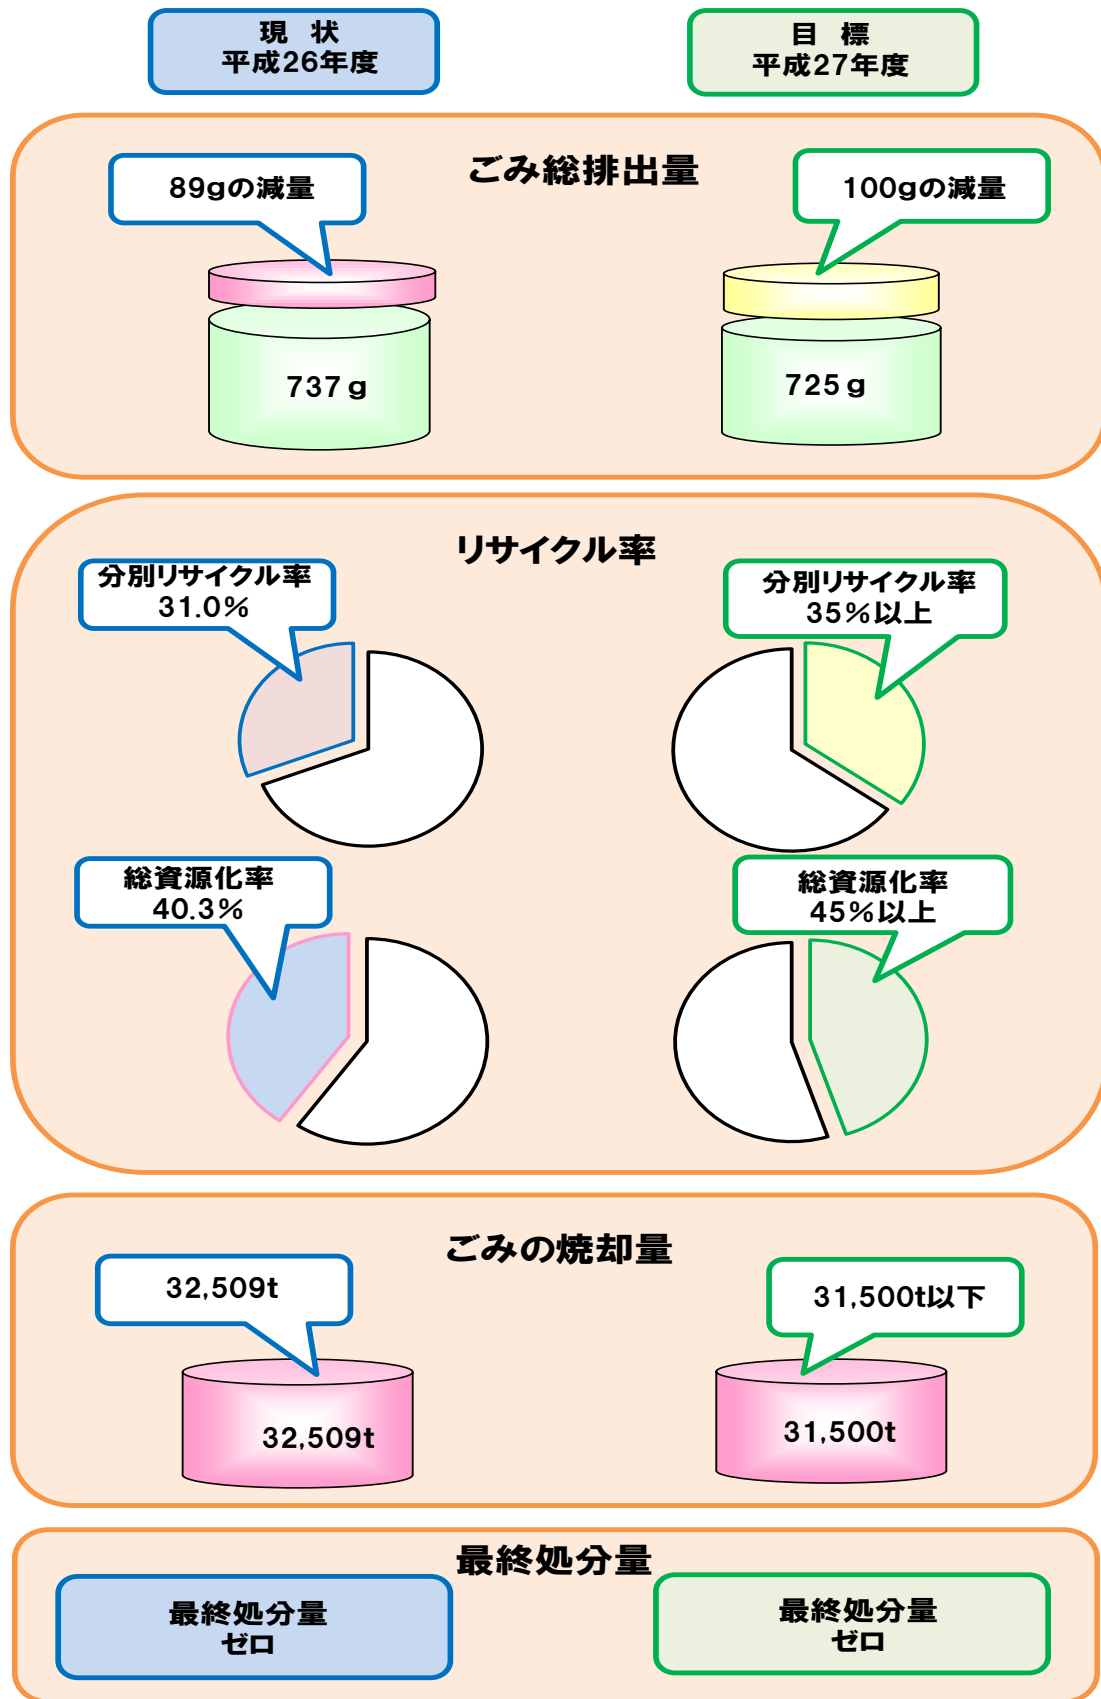 現 状
平成26年度
目 標
平成27年度
ごみ総排出量
89gの減量
100gの減量
737g
725g
リサイクル率
分別リサイクル率
31.0%
分別リサイクル率
35%以上
総資源化率
40.3%
総資源化率
45%以上
ごみの焼却量
32,509t
31,500t以下
32,509t
31,500t
最終処分量
最終処分量
ゼロ
最終処分量
ゼロ